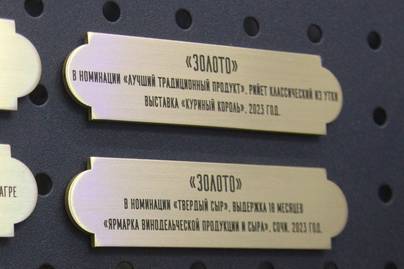 «ЗОЛОТО»
В НОМИНАЦИИ «ЛУЧШИЙ ТРАДИЦИОННЫЙ ПРОДУКТ», РИЙЕТ КЛАССИЧЕСКИЙ ИЗ УТКИ
ВЫСТАВКА «КУРИНЫЙ КОРОЛЬ», 2023 ГОД.
«ЗОЛОТО»
В НОМИНАЦИИ «ТВЕРДЫЙ СЫР», ВЫДЕРЖКА 18 МЕСЯЦЕВ
«ЯРМАРКА ВИНОДЕЛЬЧЕСКОЙ ПРОДУКЦИИ И СЫРА», СОЧИ, 2023 ГОД.
АГРЕ